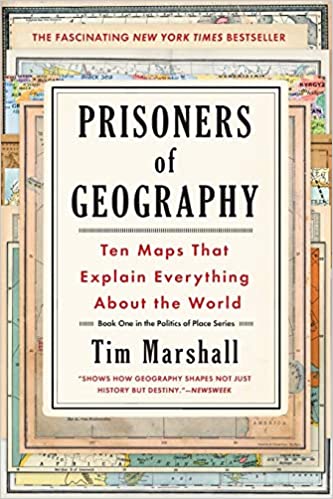 THE FASCINATING NEW YORK TIMES BESTSELLER
PRISONERS
of
GEOGRAPHY
Ten Maps That
Explain Everything
About the World
Book One in the Politics of Place Series
Tim Marshall
"SHOWS HOW GEOGRAPHY SHAPES NOT JUST
HISTORY BUT DESTINY."—NEWSWEEK
AMERICA